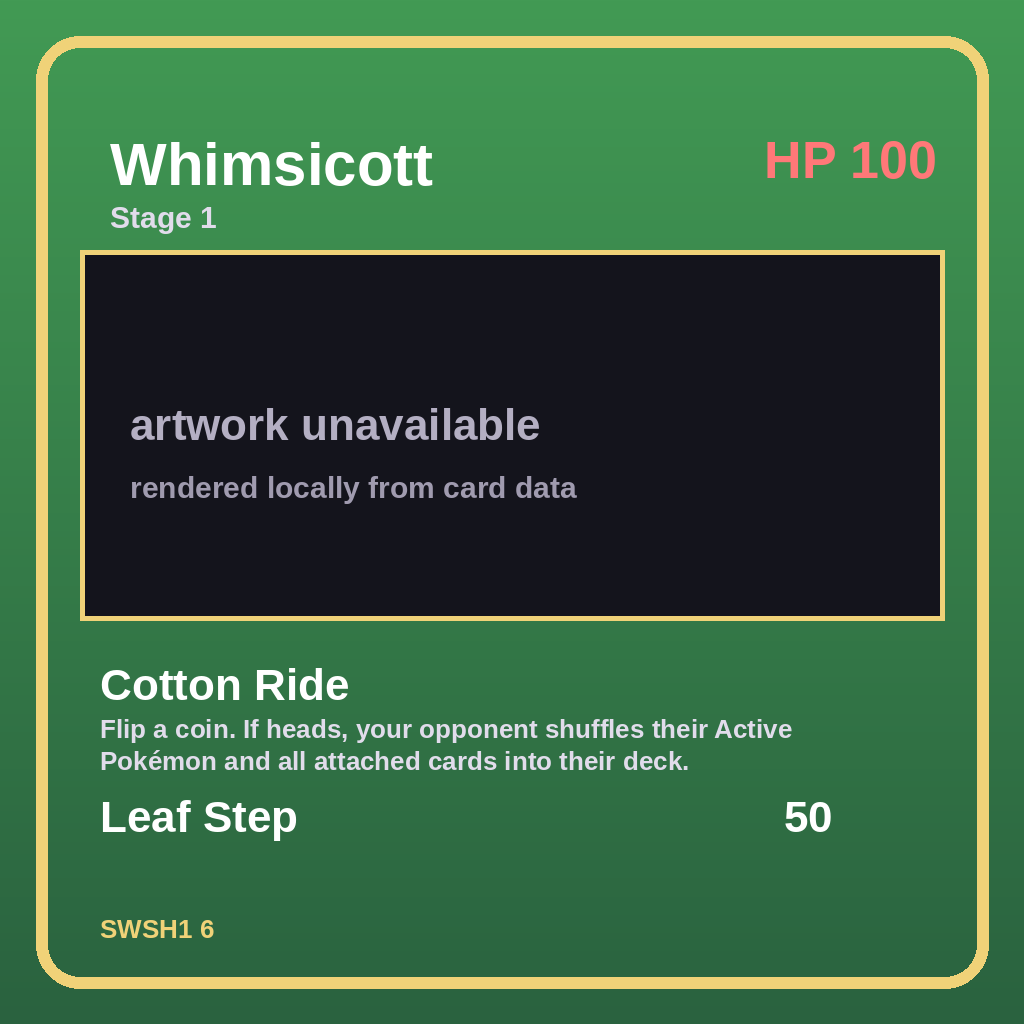 Whimsicott
HP 100
Stage 1
artwork unavailable
rendered locally from card data
Cotton Ride
Flip a coin. If heads, your opponent shuffles their Active
Pokémon and all attached cards into their deck.
Leaf Step
50
SWSH1 6